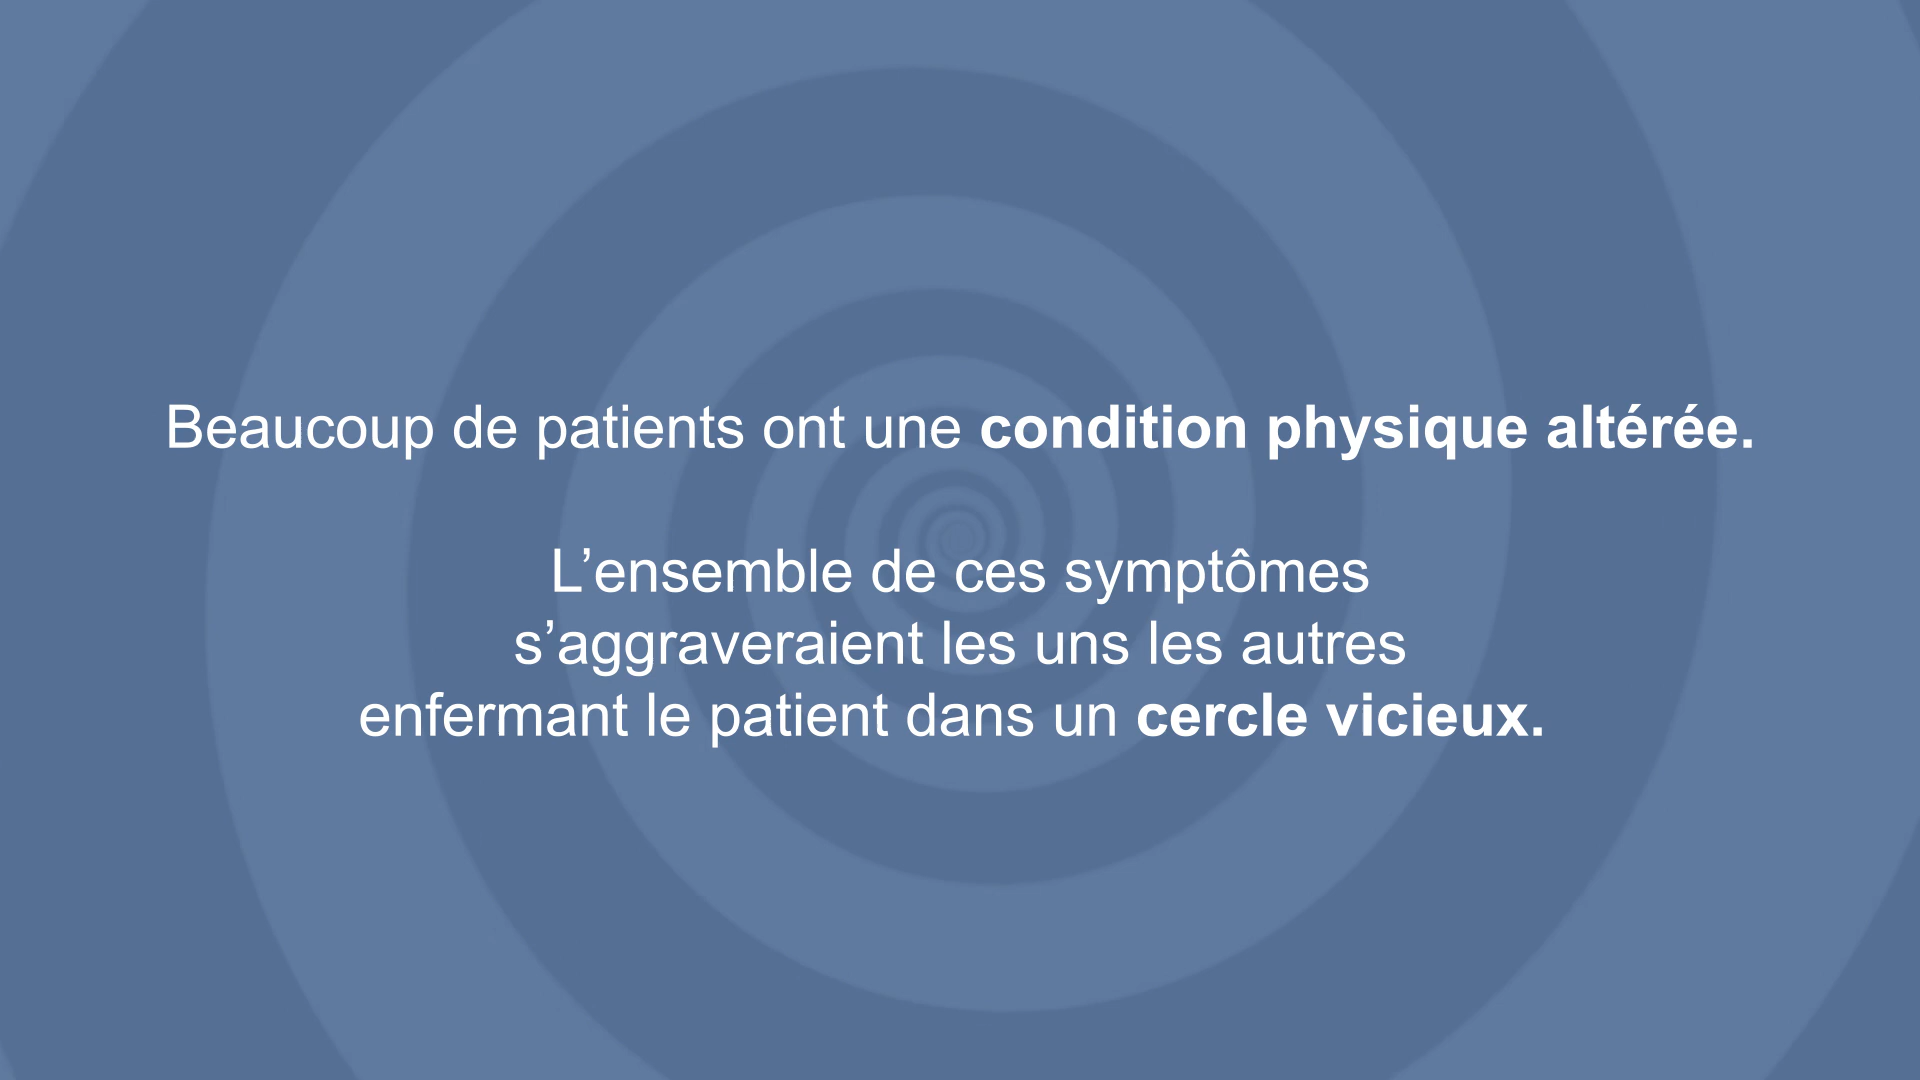 Beaucoup de patients ont une condition physique altérée.
L’ensemble de ces symptômes
s’aggraveraient les uns les autres
enfermant le patient dans un cercle vicieux.